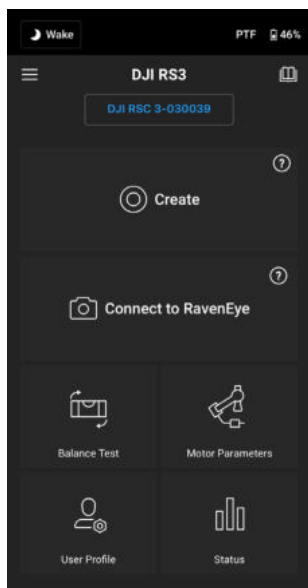 Wake
PTF 46%
DJI RS3
DJI RSC 3-030039
?
Create
?
Connect to RavenEye
Balance Test
Motor Parameters
User Profile
Status